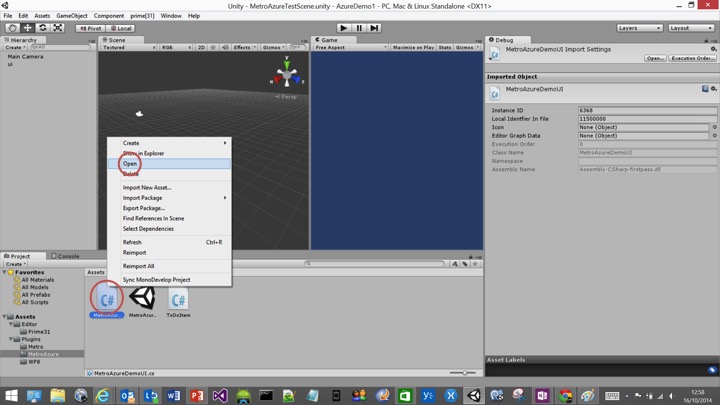 Unity - MetroAzureTestScene.unity - AzureDemo1 - PC, Mac & Linux Standalone <DX11>
File Edit Assets GameObject Component prime[31] Window Help
Pivot Local Layers Layout
Hierarchy
Create All
Main Camera
ui
Scene
Textured RGB 2D Effects Gizmos
y
Persp
Game
Free Aspect Maximize on Play Stats Gizmos
Debug
MetroAzureDemoUI Import Settings
Open... Execution Order...
Imported Object
MetroAzureDemoUI
Instance ID 6368
Local Identifier In File 11500000
Icon None (Object)
Editor Graph Data None (Object)
Execution Order 0
Class Name MetroAzureDemoUI
Namespace
Assembly Name Assembly-CSharp-firstpass.dll
Asset Labels
Create
Show in Explorer
Open
Delete
Import New Asset...
Import Package
Export Package...
Find References In Scene
Select Dependencies
Refresh Ctrl+R
Reimport
Reimport All
Sync MonoDevelop Project
Project Console
Create
Favorites
All Materials
All Models
All Prefabs
All Scripts
Assets
Editor
Prime31
Plugins
Metro
MetroAzure
WP8
Assets
C#
C#
MetroAzur... MetroAzur... ToDoItem
MetroAzureDemoUI.cs
12:58
16/10/2014